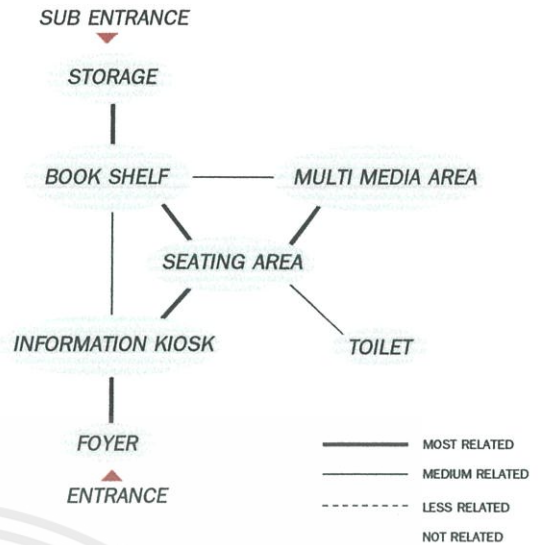 SUB ENTRANCE
STORAGE
BOOK SHELF
MULTI MEDIA AREA
SEATING AREA
INFORMATION KIOSK
TOILET
FOYER
ENTRANCE
MOST RELATED
MEDIUM RELATED
LESS RELATED
NOT RELATED